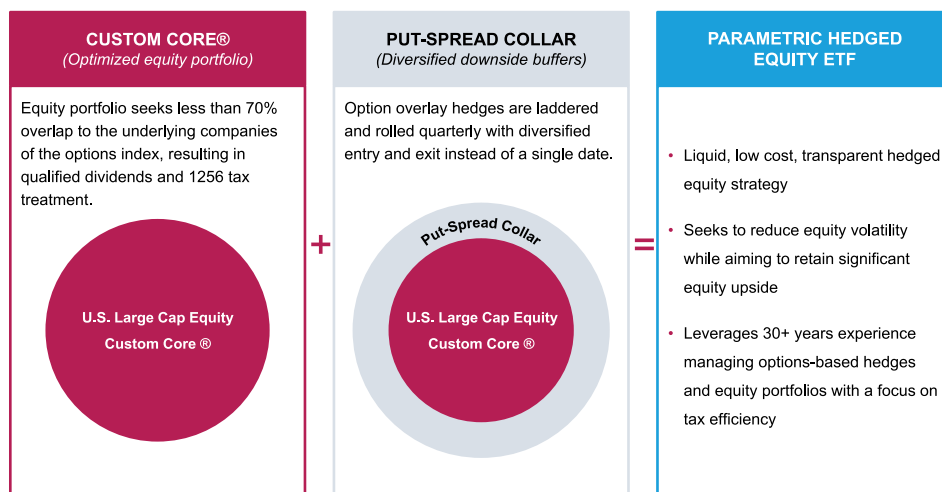 CUSTOM CORE®
(Optimized equity portfolio)
Equity portfolio seeks less than 70%
overlap to the underlying companies
of the options index, resulting in
qualified dividends and 1256 tax
treatment.
U.S. Large Cap Equity
Custom Core ®
+
PUT-SPREAD COLLAR
(Diversified downside buffers)
Option overlay hedges are laddered
and rolled quarterly with diversified
entry and exit instead of a single date.
Put-Spread Collar
U.S. Large Cap Equity
Custom Core ®
=
PARAMETRIC HEDGED
EQUITY ETF
• Liquid, low cost, transparent hedged
equity strategy
• Seeks to reduce equity volatility
while aiming to retain significant
equity upside
• Leverages 30+ years experience
managing options-based hedges
and equity portfolios with a focus on
tax efficiency